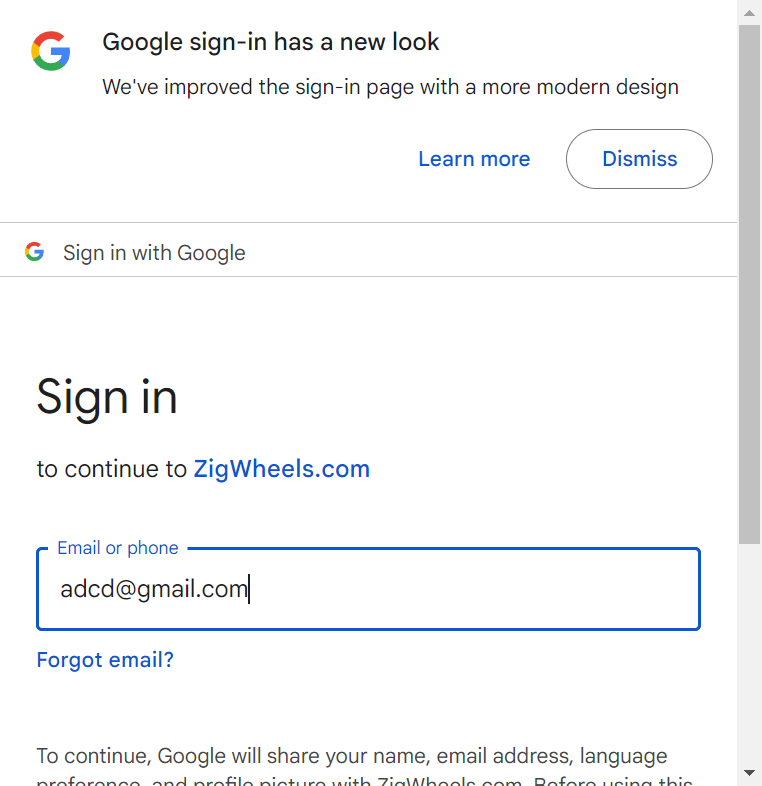 Google sign-in has a new look
We've improved the sign-in page with a more modern design
Learn more
Dismiss
Sign in with Google
Sign in
to continue to ZigWheels.com
Email or phone
adcd@gmail.com
Forgot email?
To continue, Google will share your name, email address, language
preference, and profile picture with ZigWheels.com. Before using this